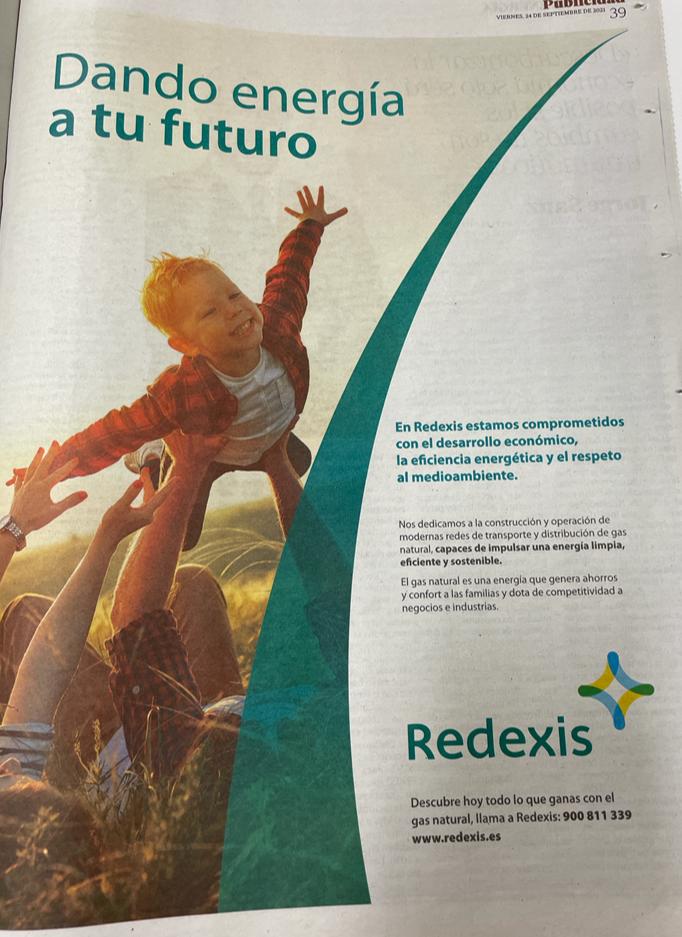 Publicidad
VIERNES, 24 DE SEPTIEMBRE DE 2021 39
Dando energía
a tu futuro
En Redexis estamos comprometidos
con el desarrollo económico,
la eficiencia energética y el respeto
al medioambiente.
Nos dedicamos a la construcción y operación de
modernas redes de transporte y distribución de gas
natural, capaces de impulsar una energía limpia,
eficiente y sostenible.
El gas natural es una energía que genera ahorros
y confort a las familias y dota de competitividad a
negocios e industrias.
Redexis
Descubre hoy todo lo que ganas con el
gas natural, llama a Redexis: 900 811 339
www.redexis.es